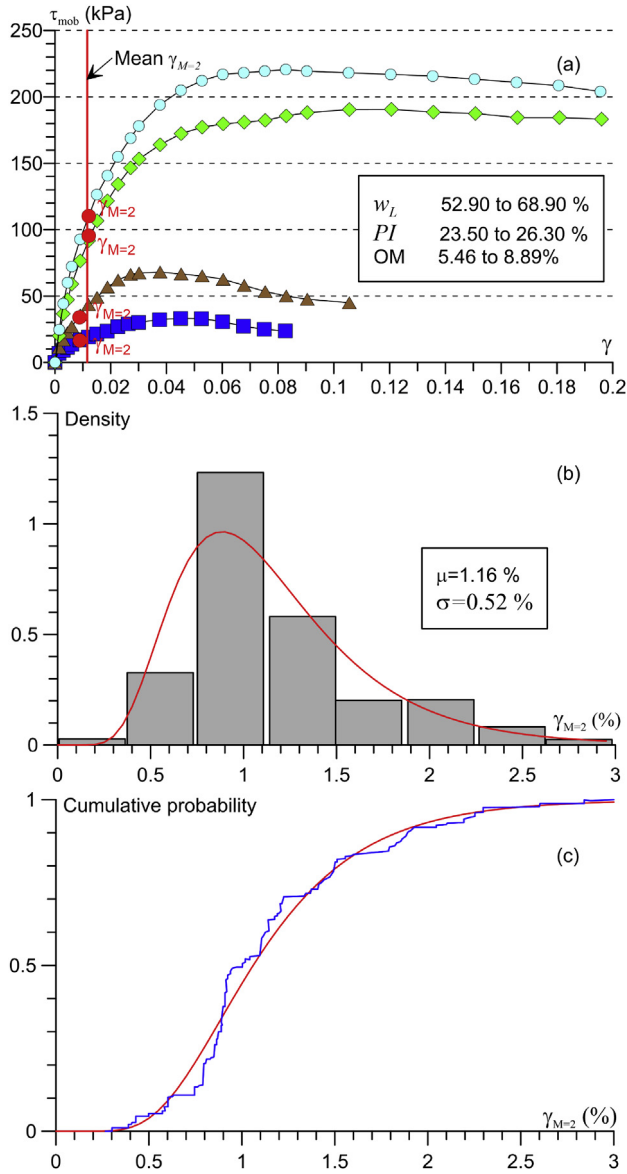 τmob (kPa)
250
(a)
Mean γM=2
200
150
wL 52.90 to 68.90 %
γM=2
PI 23.50 to 26.30 %
100
γM=2
OM 5.46 to 8.89%
50
γM=2
γM=2
0
0 0.02 0.04 0.06 0.08 0.1 0.12 0.14 0.16 0.18 0.2
γ
1.5
Density
(b)
1
μ=1.16 %
σ=0.52 %
0.5
γM=2 (%)
0
0 0.5 1 1.5 2 2.5 3
1
Cumulative probability
(c)
0.5
γM=2 (%)
0
0 0.5 1 1.5 2 2.5 3